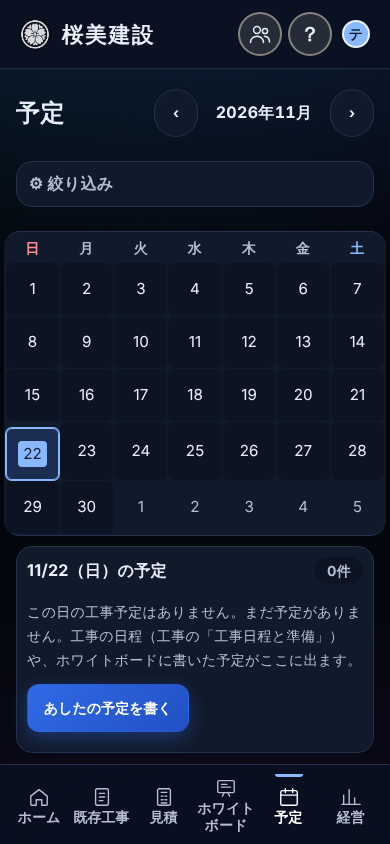 桜美建設
?
テ
予定
‹
2026年11月
›
⚙ 絞り込み
日 月 火 水 木 金 土
1 2 3 4 5 6 7
8 9 10 11 12 13 14
15 16 17 18 19 20 21
22 23 24 25 26 27 28
29 30 1 2 3 4 5
11/22（日）の予定
0件
この日の工事予定はありません。まだ予定がありま
せん。工事の日程（工事の「工事日程と準備」）
や、ホワイトボードに書いた予定がここに出ます。
あしたの予定を書く
ホーム
既存工事
見積
ホワイト
ボード
予定
経営